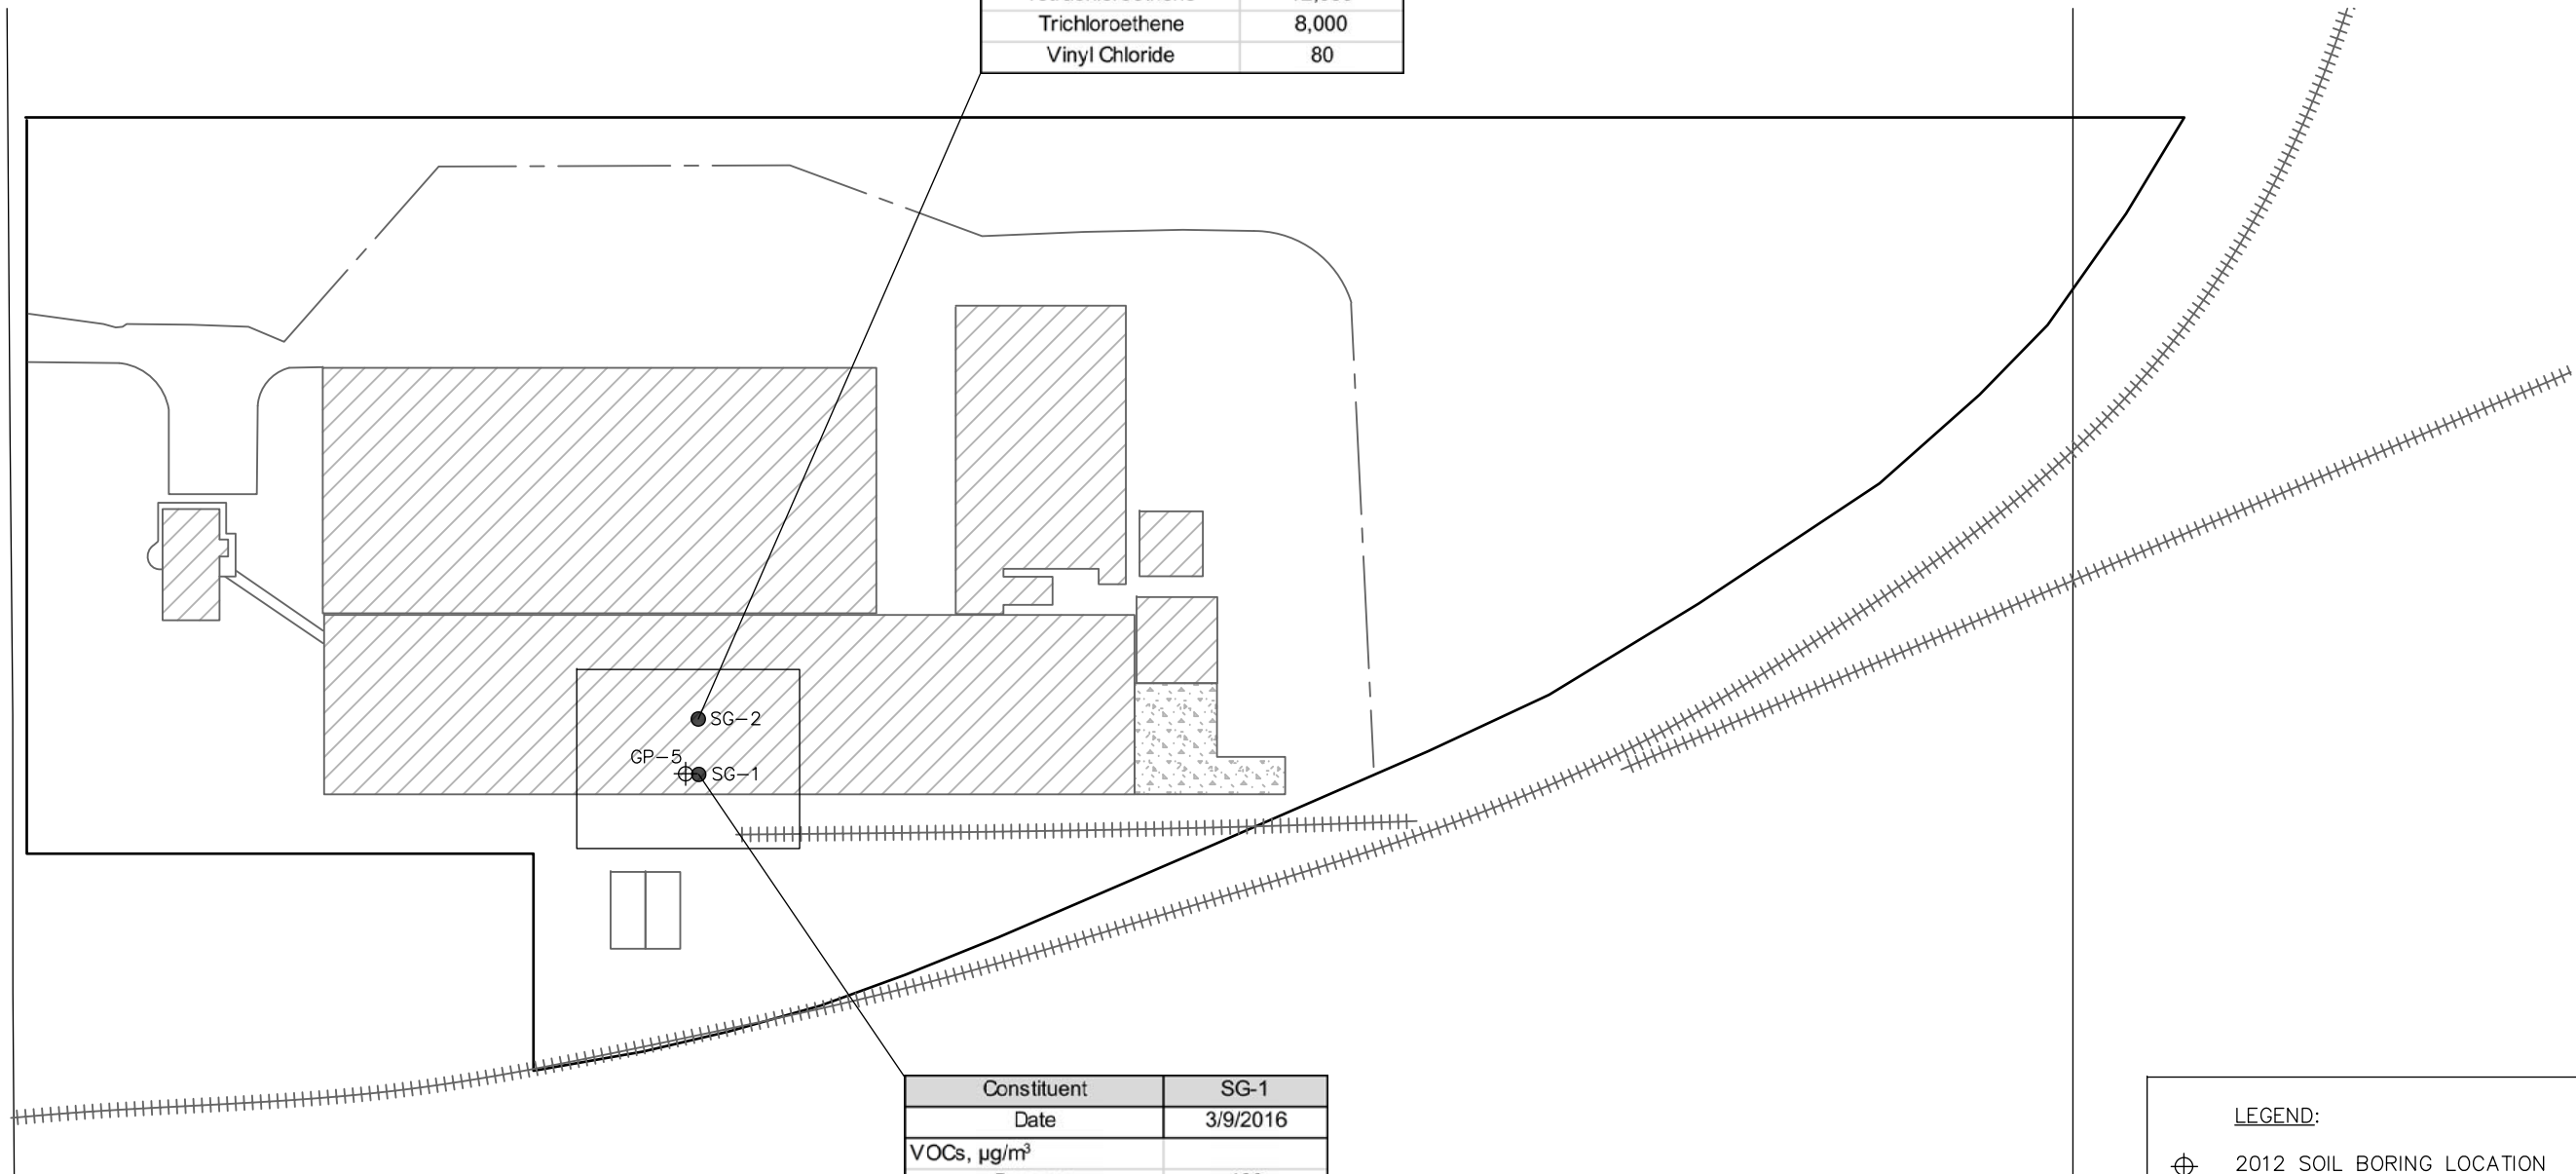 Trichloroethene 8,000
Vinyl Chloride 80
SG-2
GP-5
SG-1
Constituent SG-1
Date 3/9/2016
VOCs, µg/m³
LEGEND:
2012 SOIL BORING LOCATION